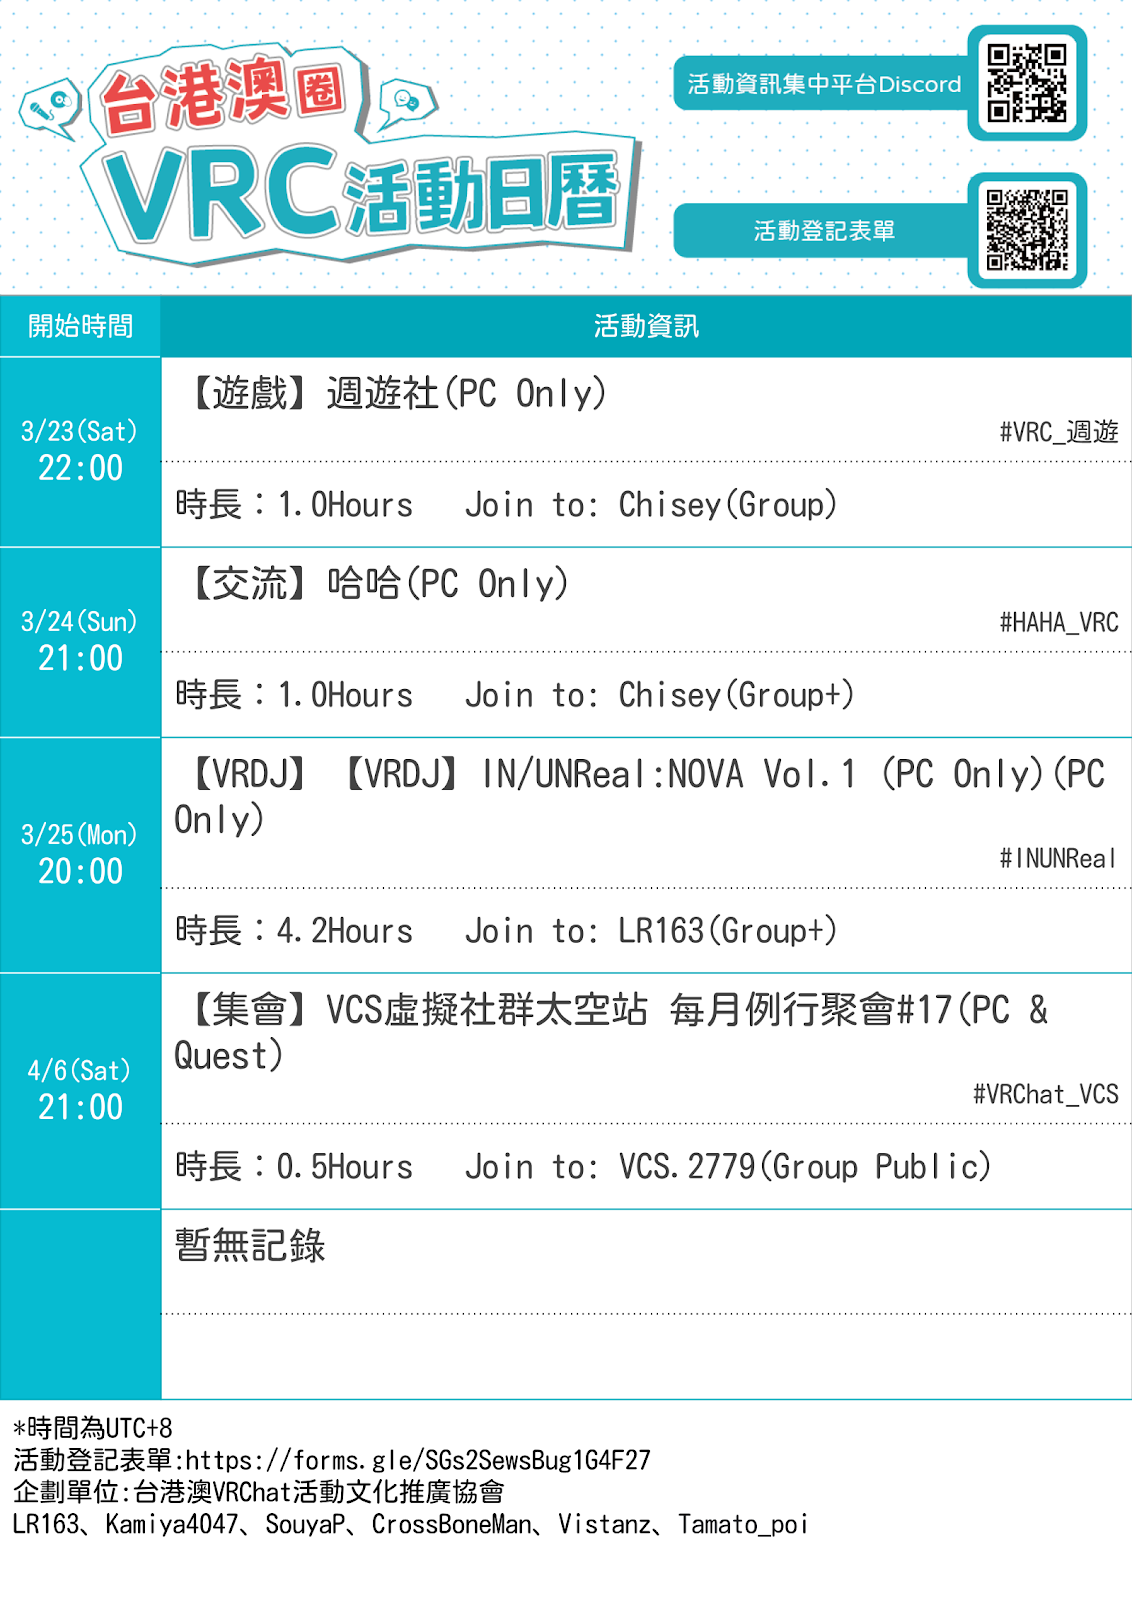 台港澳圈
VRC活動日曆
活動資訊集中平台Discord
活動登記表單
開始時間
活動資訊
3/23(Sat)
22:00
【遊戲】週遊社(PC Only)
#VRC_週遊
時長：1.0Hours Join to: Chisey(Group)
3/24(Sun)
21:00
【交流】哈哈(PC Only)
#HAHA_VRC
時長：1.0Hours Join to: Chisey(Group+)
3/25(Mon)
20:00
【VRDJ】【VRDJ】IN/UNReal:NOVA Vol.1 (PC Only)(PC
Only)
#INUNReal
時長：4.2Hours Join to: LR163(Group+)
4/6(Sat)
21:00
【集會】VCS虛擬社群太空站 每月例行聚會#17(PC &
Quest)
#VRChat_VCS
時長：0.5Hours Join to: VCS.2779(Group Public)
暫無記錄
*時間為UTC+8
活動登記表單:https://forms.gle/SGs2SewsBug1G4F27
企劃單位:台港澳VRChat活動文化推廣協會
LR163、Kamiya4047、SouyaP、CrossBoneMan、Vistanz、Tamato_poi